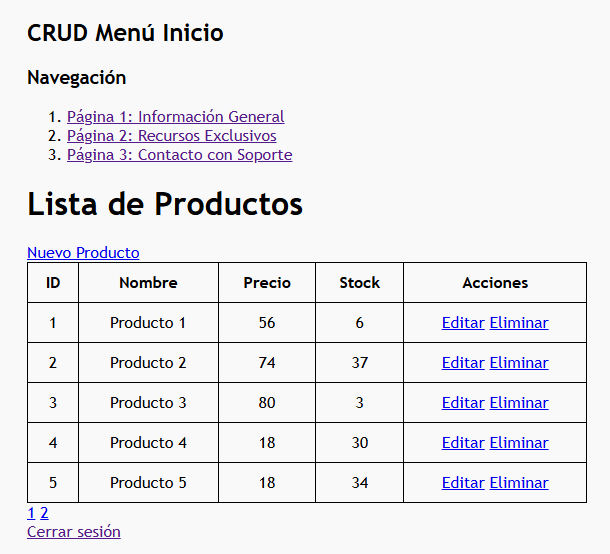 CRUD Menú Inicio
Navegación
1. Página 1: Información General
2. Página 2: Recursos Exclusivos
3. Página 3: Contacto con Soporte
Lista de Productos
Nuevo Producto
ID Nombre Precio Stock Acciones
1 Producto 1 56 6 Editar Eliminar
2 Producto 2 74 37 Editar Eliminar
3 Producto 3 80 3 Editar Eliminar
4 Producto 4 18 30 Editar Eliminar
5 Producto 5 18 34 Editar Eliminar
1 2
Cerrar sesión